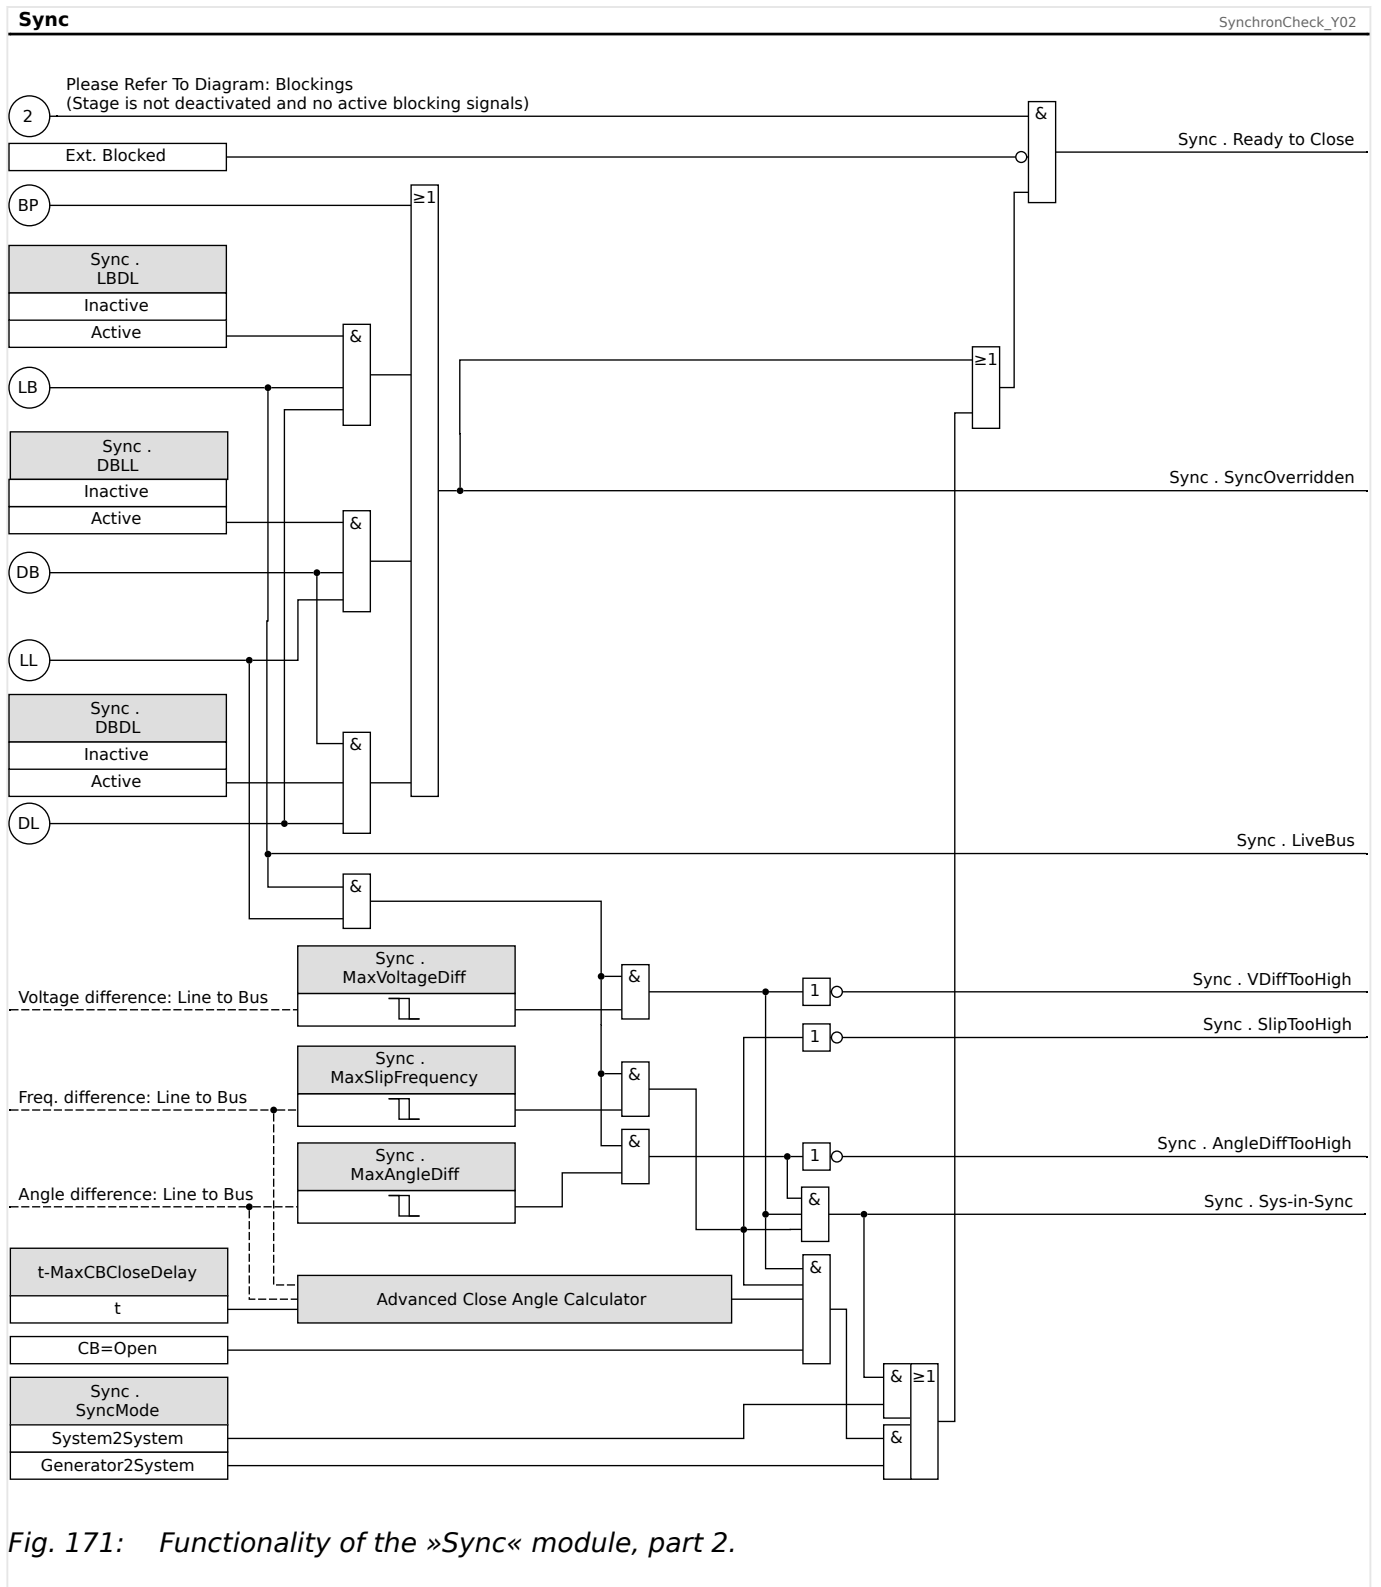 Sync
SynchronCheck_Y02
Please Refer To Diagram: Blockings
(Stage is not deactivated and no active blocking signals)
2
&
Sync . Ready to Close
Ext. Blocked
BP
≥1
Sync .
LBDL
Inactive
Active
&
≥1
LB
Sync .
DBLL
Inactive
Active
Sync . SyncOverridden
&
DB
LL
Sync .
DBDL
Inactive
Active
&
DL
Sync . LiveBus
&
Sync .
MaxVoltageDiff
Voltage difference: Line to Bus
&
1
Sync . VDiffTooHigh
1
Sync . SlipTooHigh
Sync .
MaxSlipFrequency
Freq. difference: Line to Bus
&
Sync .
MaxAngleDiff
&
1
Sync . AngleDiffTooHigh
Angle difference: Line to Bus
&
Sync . Sys-in-Sync
t-MaxCBCloseDelay
t
Advanced Close Angle Calculator
&
CB=Open
Sync .
SyncMode
System2System
Generator2System
&
≥1
&
Fig. 171: Functionality of the »Sync« module, part 2.